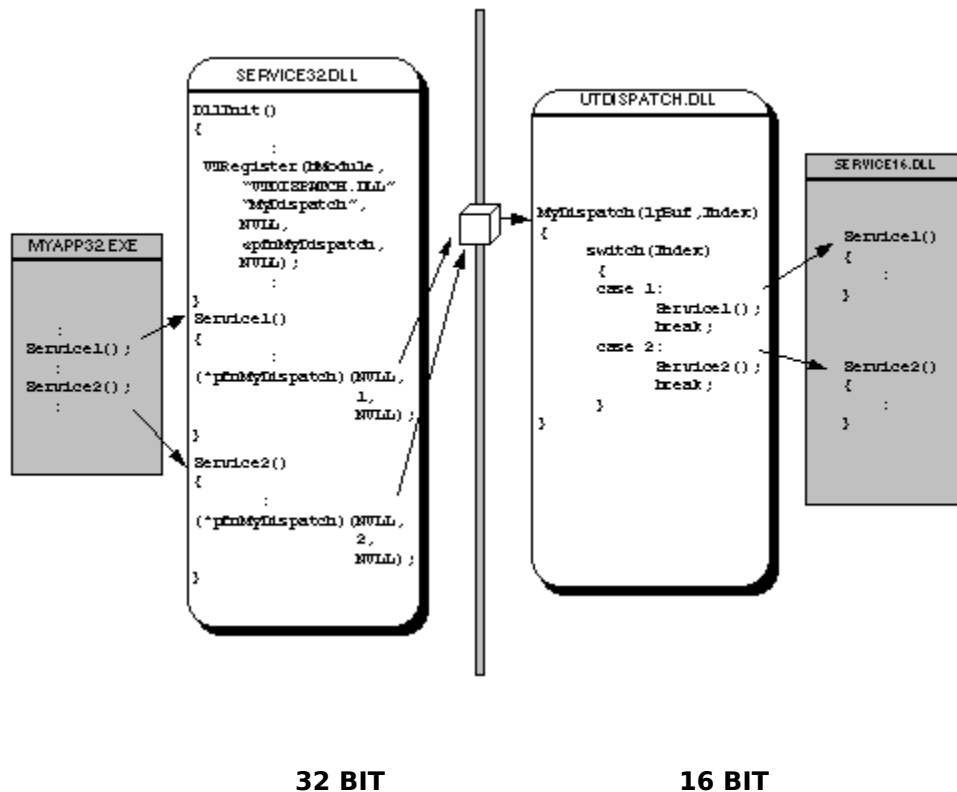 MYAPP32.EXE
:
Service1();
:
Service2();
:
SERVICE32.DLL
DllInit()
{
:
UTRegister(hModule,
"UTDISPATCH.DLL"
"MyDispatch",
NULL,
&pfnMyDispatch,
NULL);
:
}
Service1()
{
:
(*pfnMyDispatch)(NULL,
1,
NULL);
}
Service2()
{
:
(*pfnMyDispatch)(NULL,
2,
NULL);
}
UTDISPATCH.DLL
MyDispatch(lpBuf,Index)
{
switch(Index)
{
case 1:
Service1();
break;
case 2:
Service2();
break;
}
}
SERVICE16.DLL
Service1()
{
:
}
Service2()
{
:
}
32 BIT
16 BIT